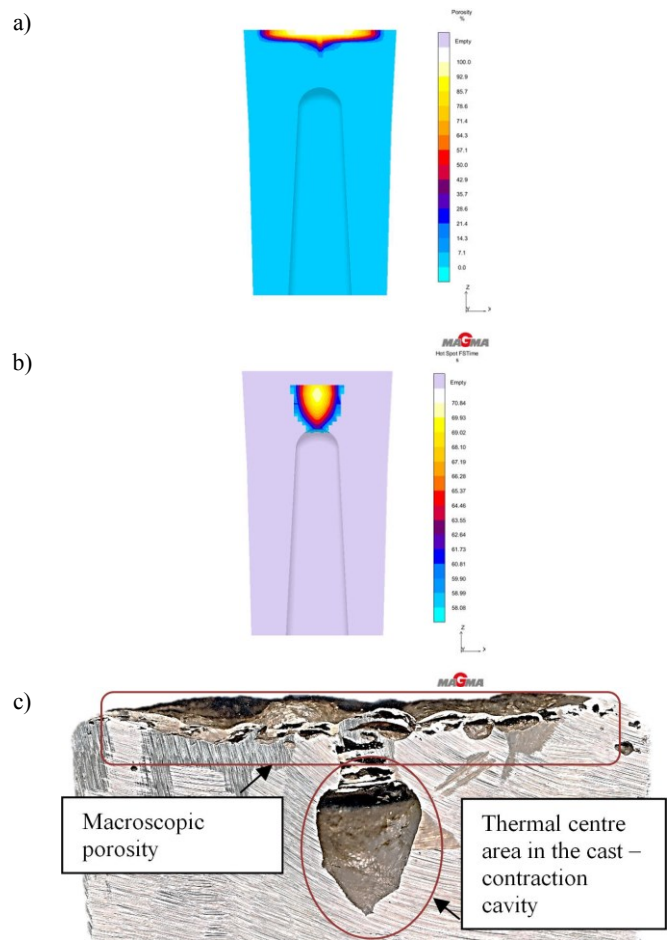 a)
Porosity
%
Empty
100.0
92.9
85.7
78.6
71.4
64.3
57.1
50.0
42.9
35.7
28.6
21.4
14.3
7.1
0.0
Z
Y X
MAGMA
b)
Hot Spot FSTime
s
Empty
70.84
69.93
69.02
68.10
67.19
66.28
65.37
64.46
63.55
62.64
61.73
60.81
59.90
58.99
58.08
Z
Y X
MAGMA
c)
Macroscopic
porosity
Thermal centre
area in the cast –
contraction
cavity